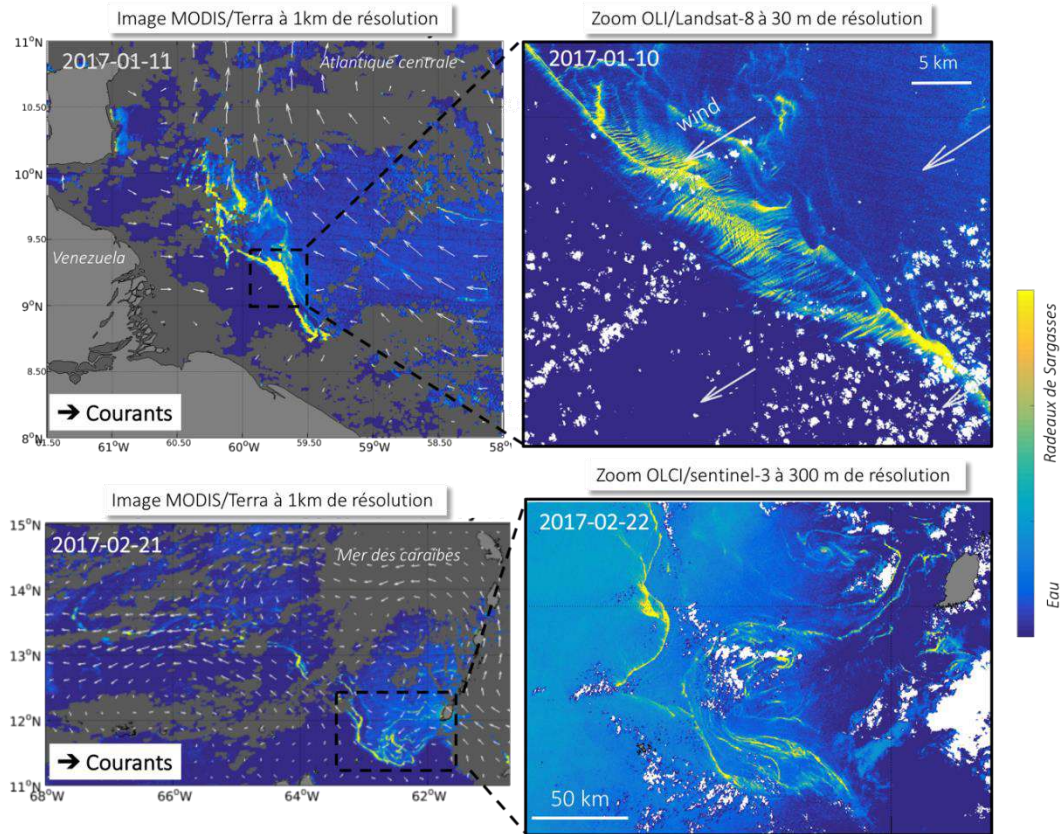 Image MODIS/Terra à 1km de résolution
Zoom OLI/Landsat-8 à 30 m de résolution
11°N
2017-01-11
Atlantique centrale
10.50
10°N
9.50
Venezuela
9°N
8.50
➔ Courants
8°N
61.50
61°W
60.50
60°W
59.50
59°W
58.50
58°
2017-01-10
5 km
wind
Radeaux de Sargasses
Eau
Image MODIS/Terra à 1km de résolution
Zoom OLCI/sentinel-3 à 300 m de résolution
15°N
2017-02-21
Mer des caraïbes
14°N
13°N
12°N
➔ Courants
11°N
68°W
66°W
64°W
62°W
2017-02-22
50 km